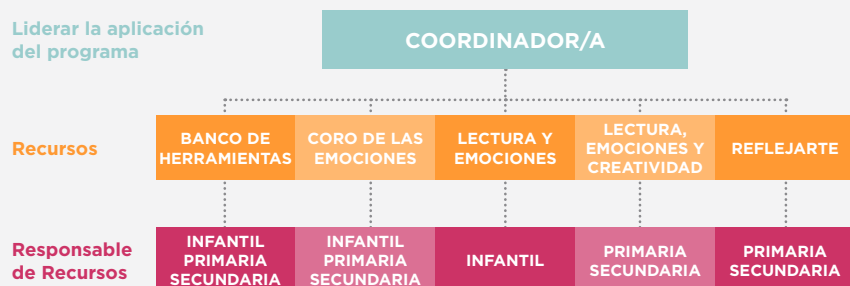 Liderar la aplicación
del programa
COORDINADOR/A
Recursos
BANCO DE
HERRAMIENTAS
CORO DE LAS
EMOCIONES
LECTURA Y
EMOCIONES
LECTURA,
EMOCIONES Y
CREATIVIDAD
REFLEJARTE
Responsable
de Recursos
INFANTIL
PRIMARIA
SECUNDARIA
INFANTIL
PRIMARIA
SECUNDARIA
INFANTIL
PRIMARIA
SECUNDARIA
PRIMARIA
SECUNDARIA